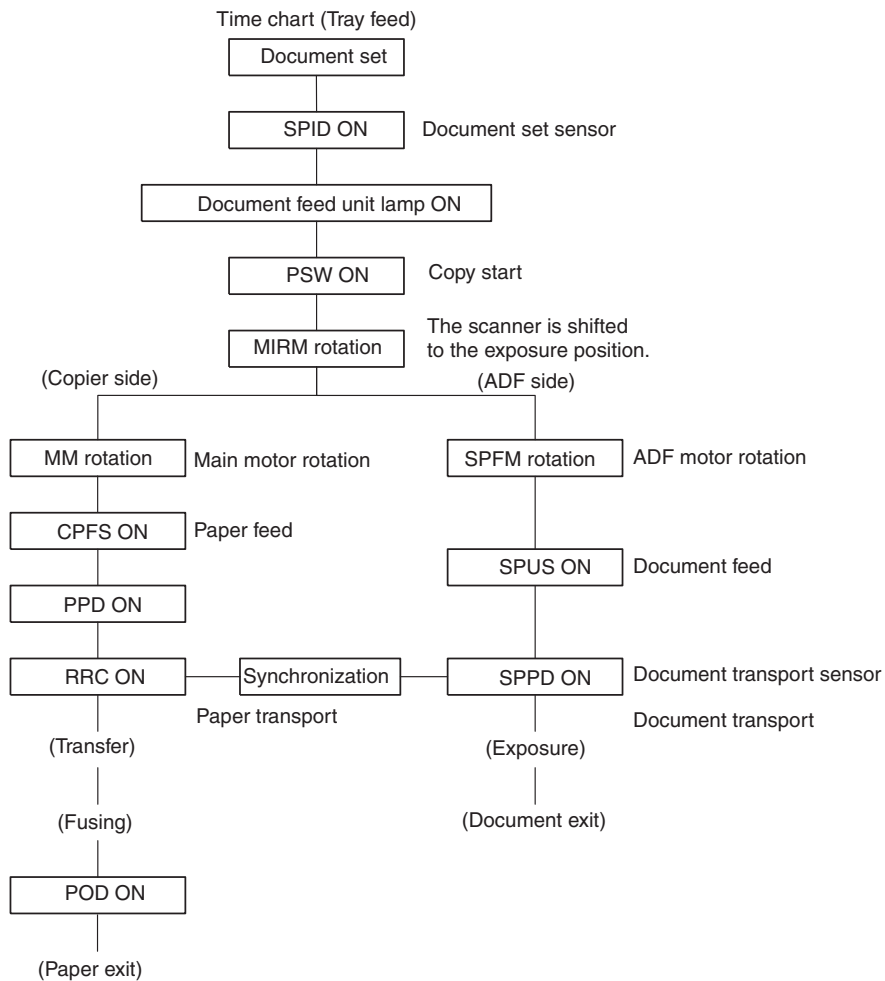 Time chart (Tray feed)
Document set
SPID ON
Document set sensor
Document feed unit lamp ON
PSW ON
Copy start
MIRM rotation
The scanner is shifted
to the exposure position.
(Copier side)
(ADF side)
MM rotation
Main motor rotation
SPFM rotation
ADF motor rotation
CPFS ON
Paper feed
SPUS ON
Document feed
PPD ON
RRC ON
Synchronization
SPPD ON
Document transport sensor
Paper transport
Document transport
(Transfer)
(Exposure)
(Fusing)
(Document exit)
POD ON
(Paper exit)